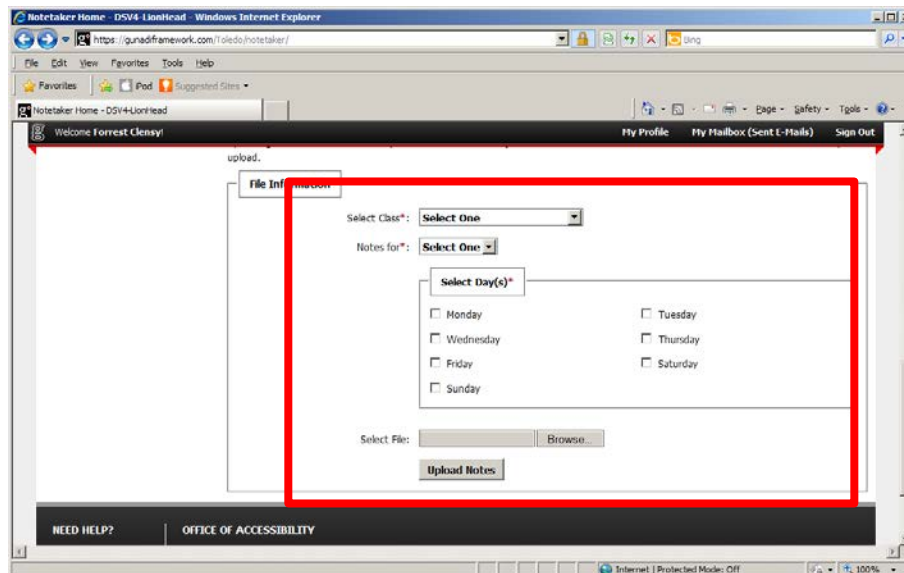 Notetaker Home - DSV4-LionHead - Windows Internet Explorer
https://gunadiframework.com/Toledo/notetaker/
Bing
File Edit View Favorites Tools Help
Favorites Pod Suggested Sites
Notetaker Home - DSV4-LionHead
Page Safety Tools
Welcome Forrest Clensy! My Profile My Mailbox (Sent E-Mails) Sign Out
upload.
File Information
Select Class*: Select One
Notes for*: Select One
Select Day(s)*
Monday Tuesday
Wednesday Thursday
Friday Saturday
Sunday
Select File: Browse...
Upload Notes
NEED HELP? OFFICE OF ACCESSIBILITY
Internet | Protected Mode: Off 100%